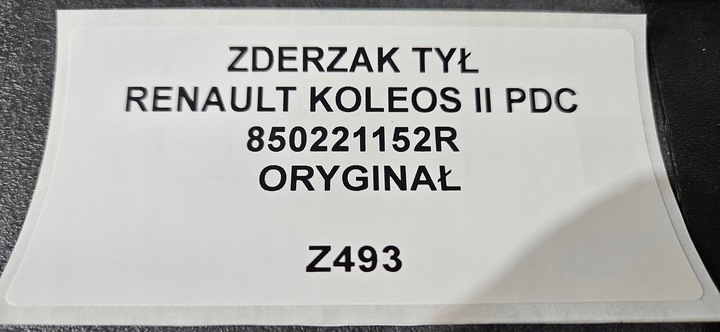 ZDERZAK TYŁ
RENAULT KOLEOS II PDC
850221152R
ORYGINAŁ
Z493